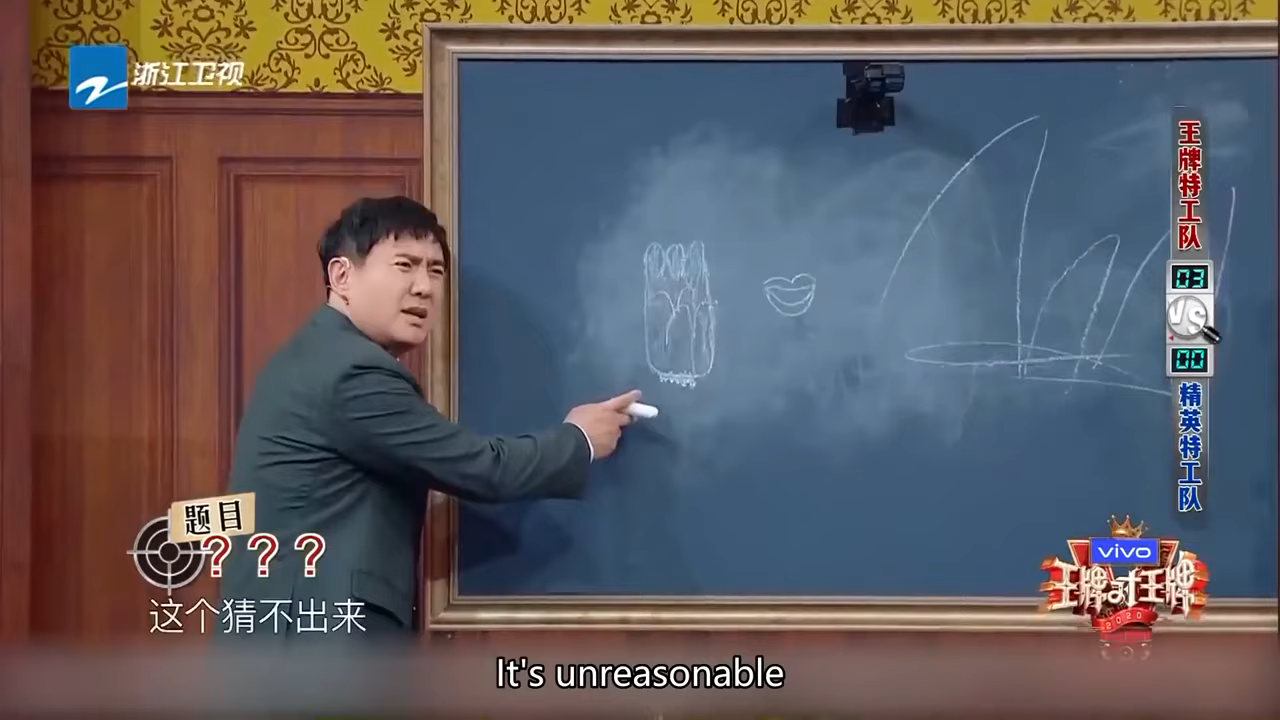 浙江卫视
王牌特工队
03
VS
00
精英特工队
题目
???
这个猜不出来
vivo
王牌对王牌
2020
It's unreasonable